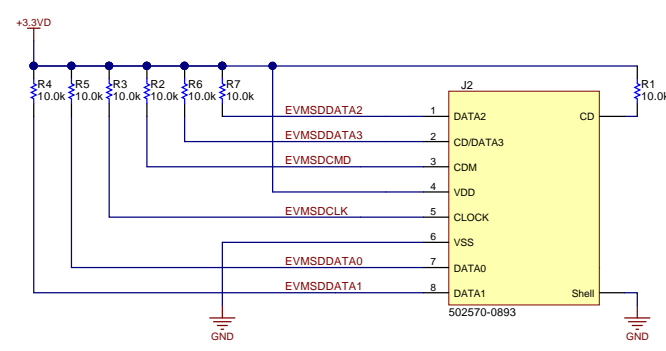 +3.3VD
R4 R5 R3 R2 R6 R7 J2 R1
10.0k 10.0k 10.0k 10.0k 10.0k 10.0k 10.0k
EVMSDDATA2 1 DATA2 CD
EVMSDDATA3 2 CD/DATA3
EVMSDCMD 3 CDM
4 VDD
EVMSDCLK 5 CLOCK
6 VSS
EVMSDDATA0 7 DATA0
EVMSDDATA1 8 DATA1 Shell
502570-0893
GND GND